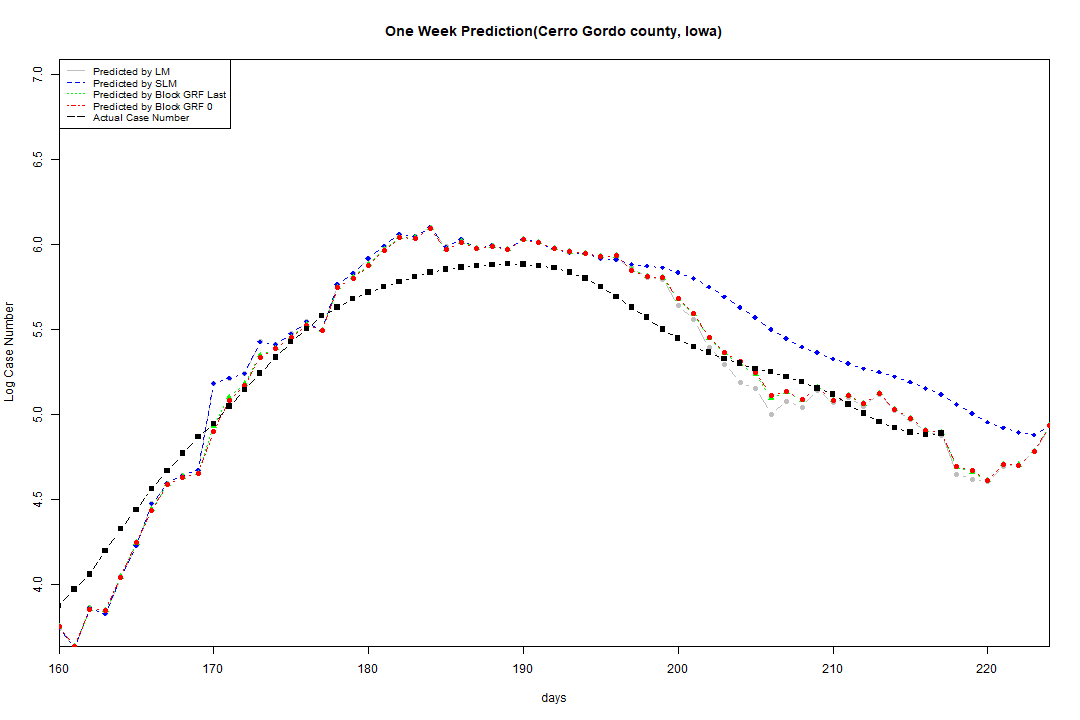 One Week Prediction(Cerro Gordo county, Iowa)
Predicted by LM
Predicted by SLM
Predicted by Block GRF Last
Predicted by Block GRF 0
Actual Case Number
Log Case Number
7.0
6.5
6.0
5.5
5.0
4.5
4.0
160 170 180 190 200 210 220
days